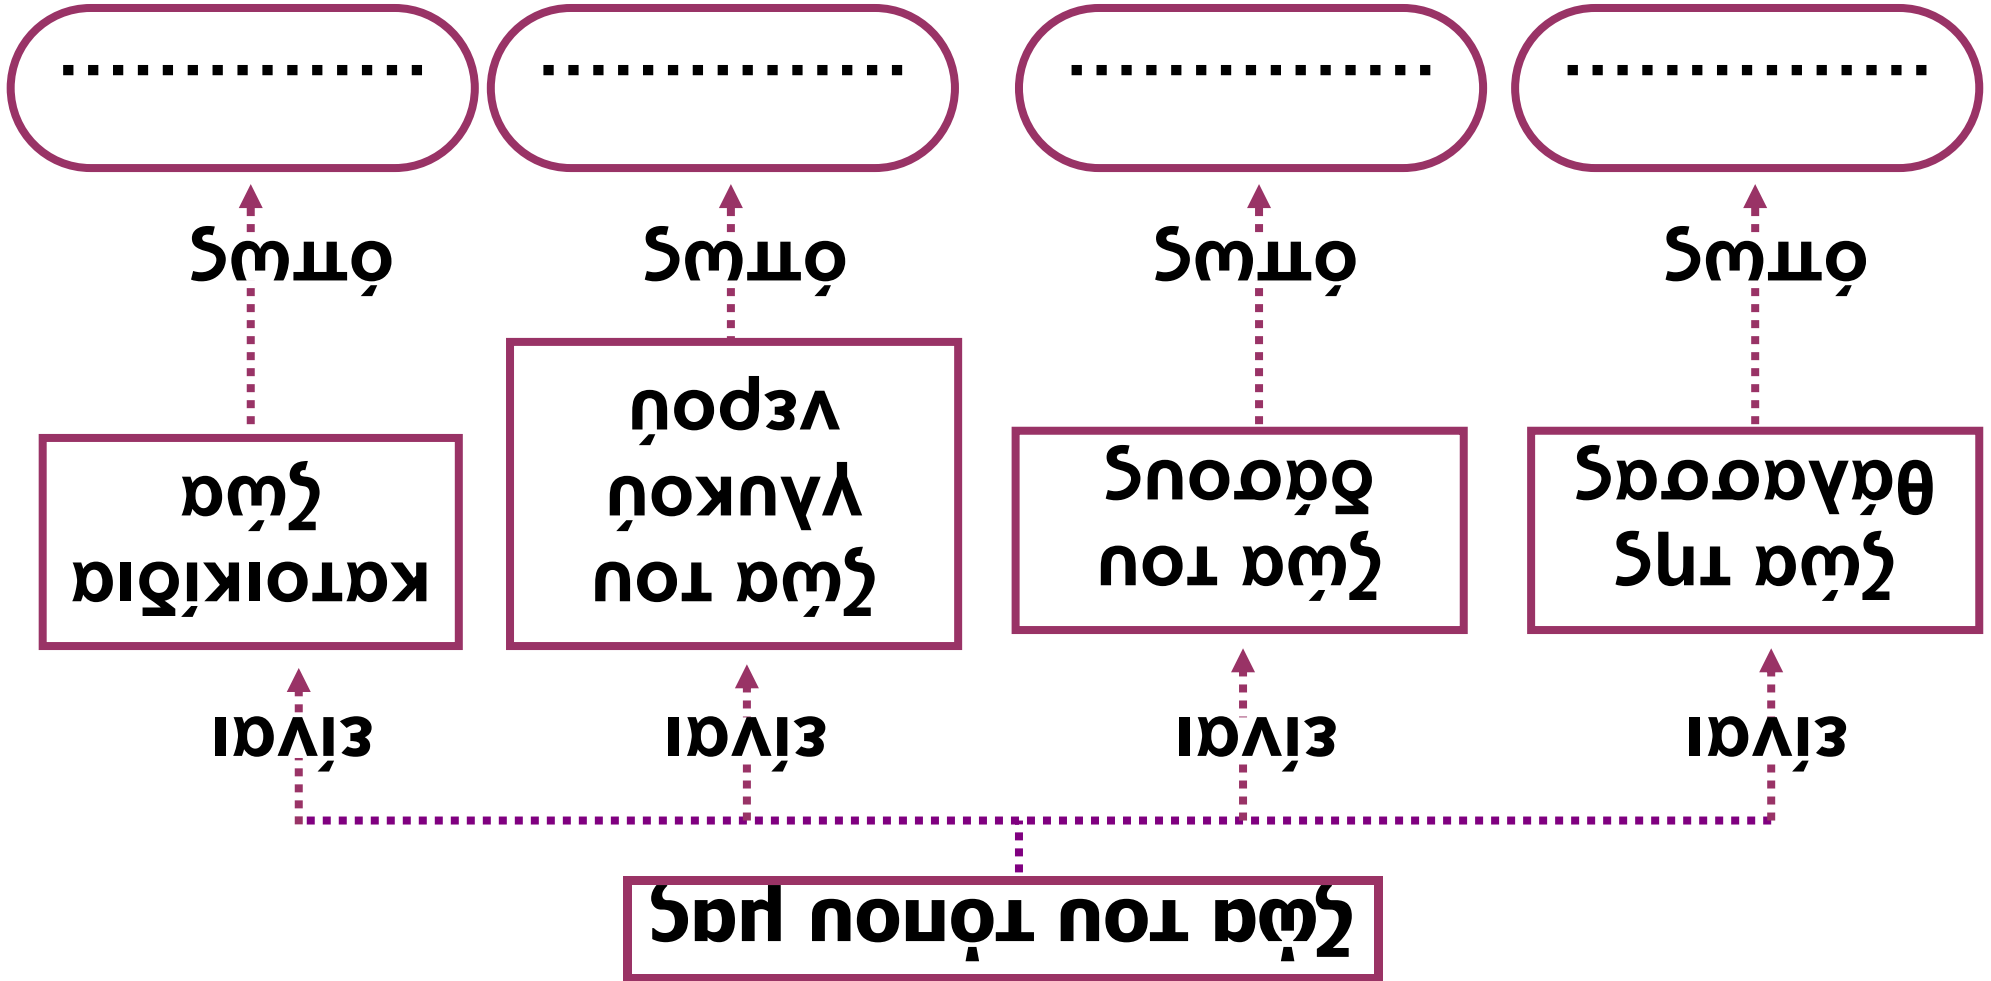 ζώα του τόπου μας
είναι
είναι
είναι
είναι
ζώα της
θάλασσας
ζώα του
δάσους
ζώα του
γλυκού
νερού
κατοικίδια
ζώα
όπως
όπως
όπως
όπως
...............
...............
...............
...............